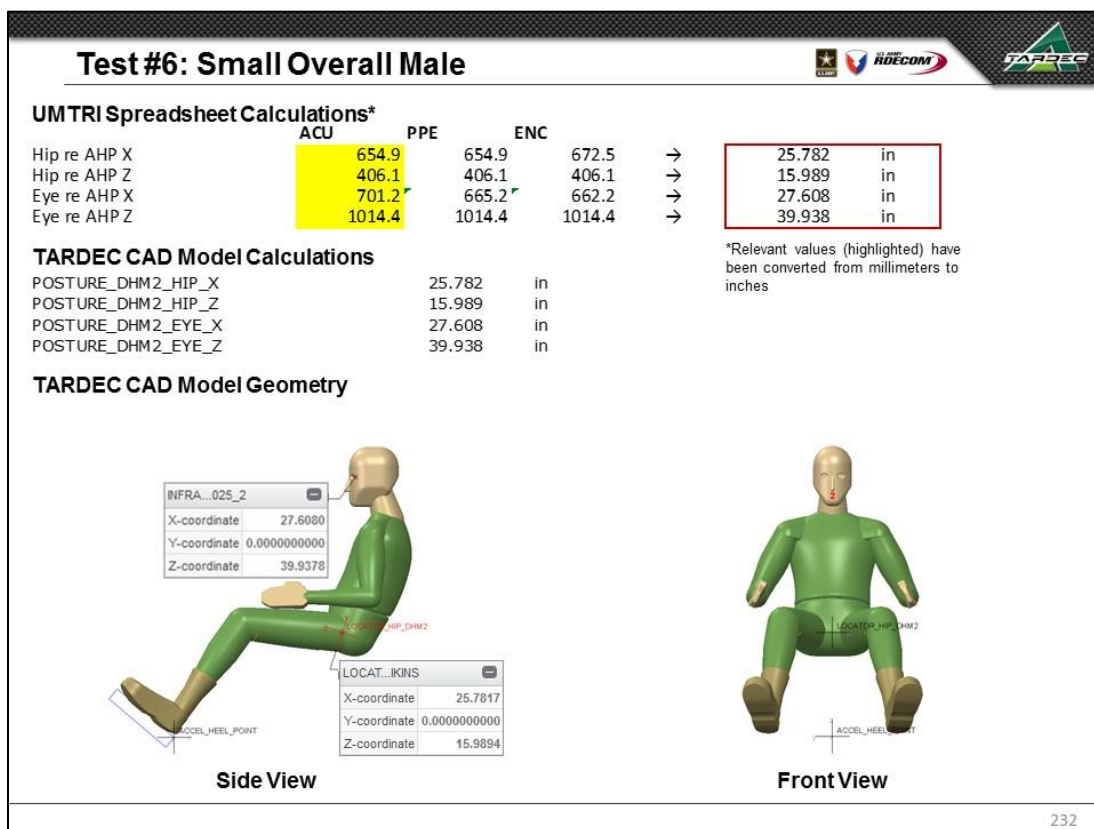 Test #6: Small Overall Male
U.S. ARMY
U.S. ARMY RDECOM
TARDEC
UMTRI Spreadsheet Calculations*
ACU PPE ENC
Hip re AHP X 654.9 654.9 672.5 → 25.782 in
Hip re AHP Z 406.1 406.1 406.1 → 15.989 in
Eye re AHP X 701.2 665.2 662.2 → 27.608 in
Eye re AHP Z 1014.4 1014.4 1014.4 → 39.938 in
*Relevant values (highlighted) have
been converted from millimeters to
inches
TARDEC CAD Model Calculations
POSTURE_DHM2_HIP_X 25.782 in
POSTURE_DHM2_HIP_Z 15.989 in
POSTURE_DHM2_EYE_X 27.608 in
POSTURE_DHM2_EYE_Z 39.938 in
TARDEC CAD Model Geometry
INFRA...025_2
X-coordinate 27.6080
Y-coordinate 0.0000000000
Z-coordinate 39.9378
LOCATOR_HIP_DHM2
LOCAT...IKINS
X-coordinate 25.7817
Y-coordinate 0.0000000000
Z-coordinate 15.9894
ACCEL_HEEL_POINT
Side View
2
LOCATOR_HIP_DHM2
ACCEL_HEEL_POINT
Front View
232